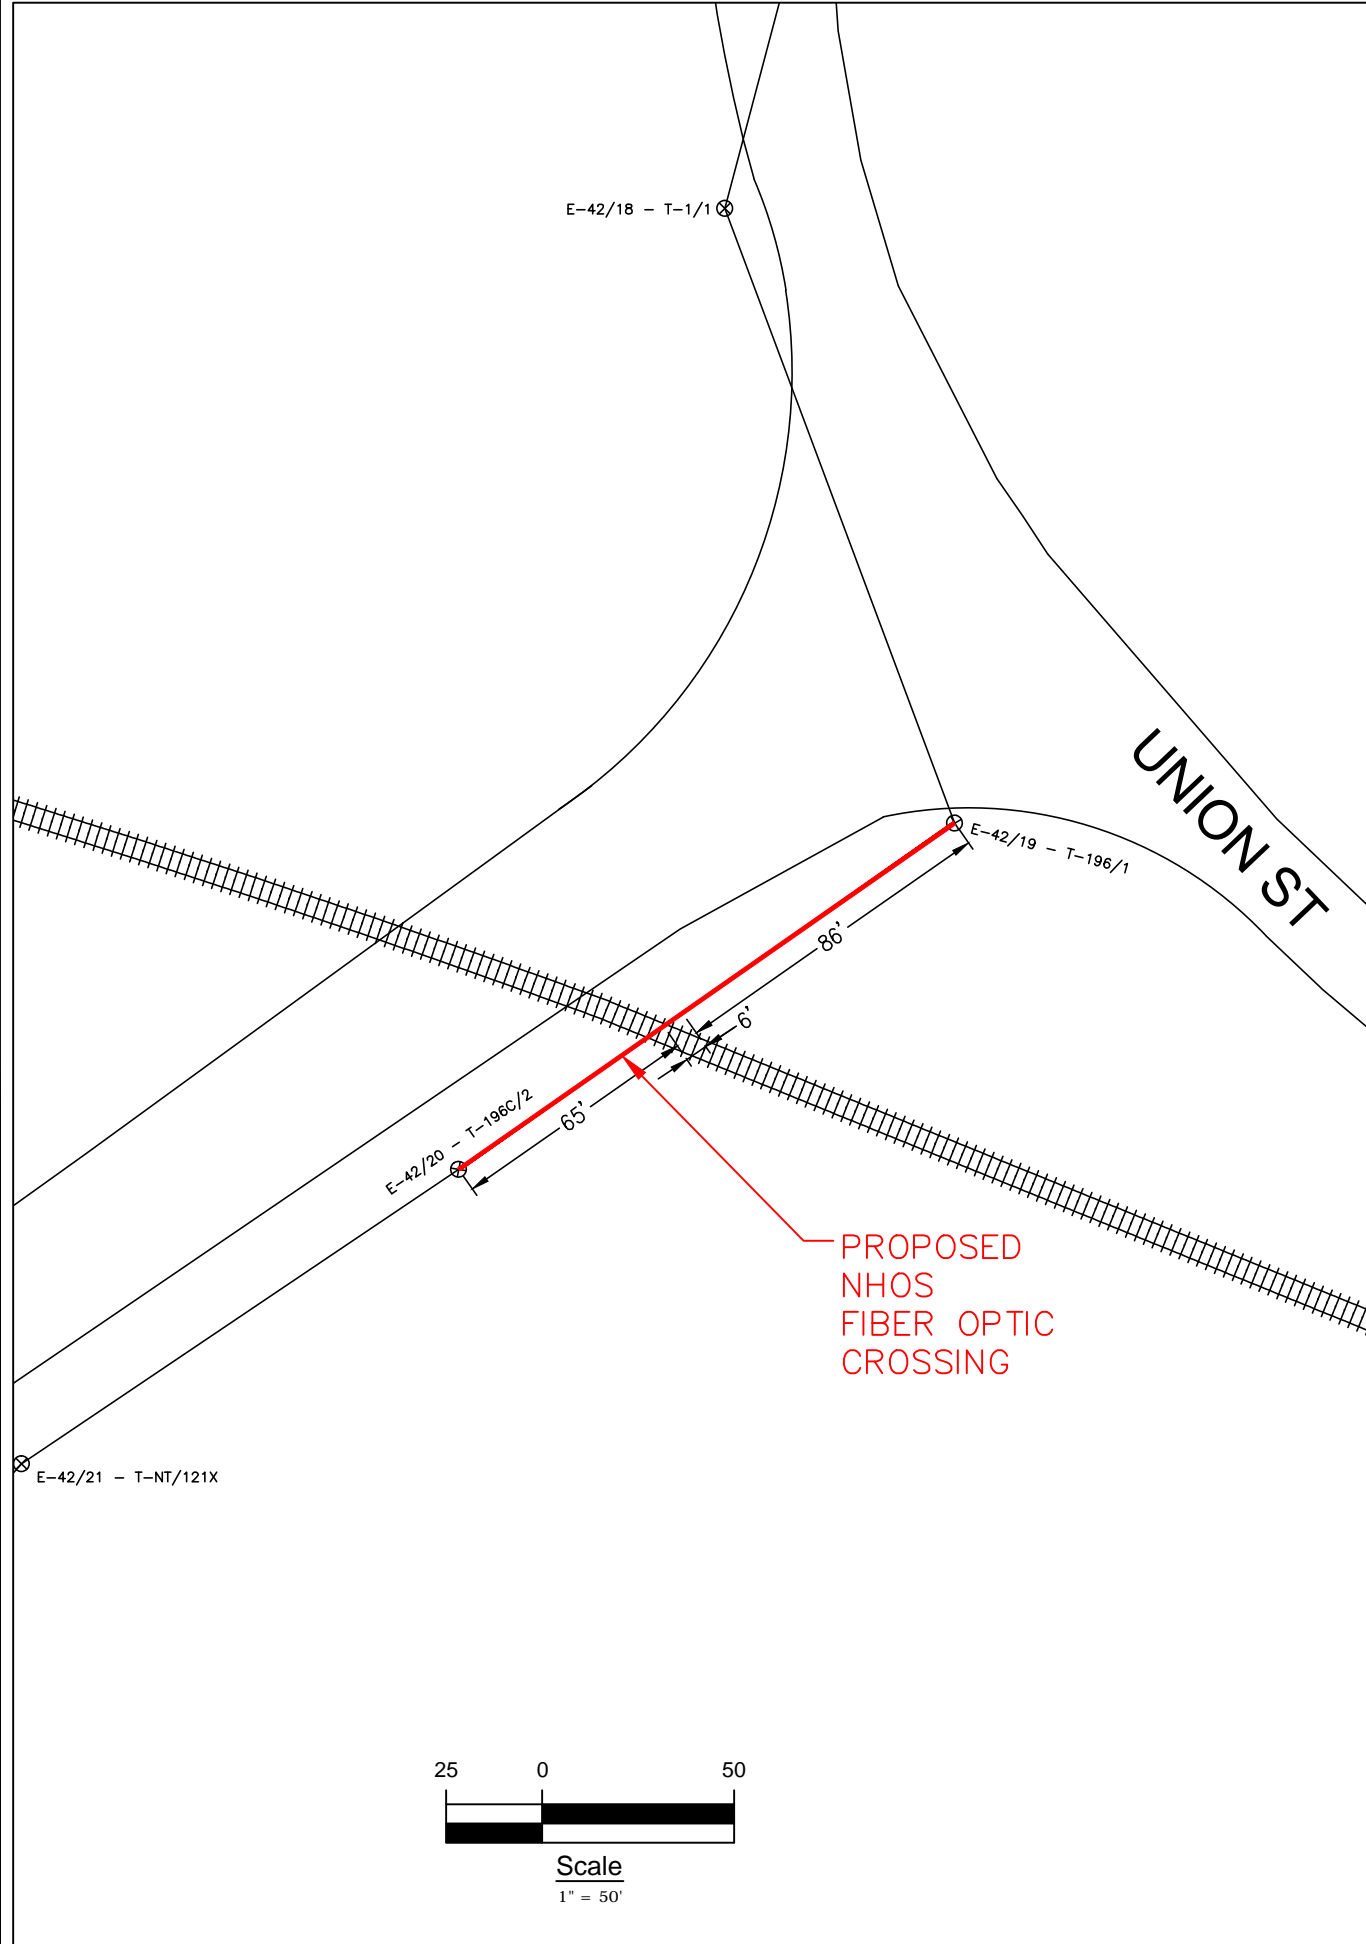 E-42/18 - T-1/1
UNION ST
E-42/19 - T-196/1
86'
6'
65'
E-42/20 - T-196C/2
PROPOSED
NHOS
FIBER OPTIC
CROSSING
E-42/21 - T-NT/121X
25 0 50
Scale
1" = 50'